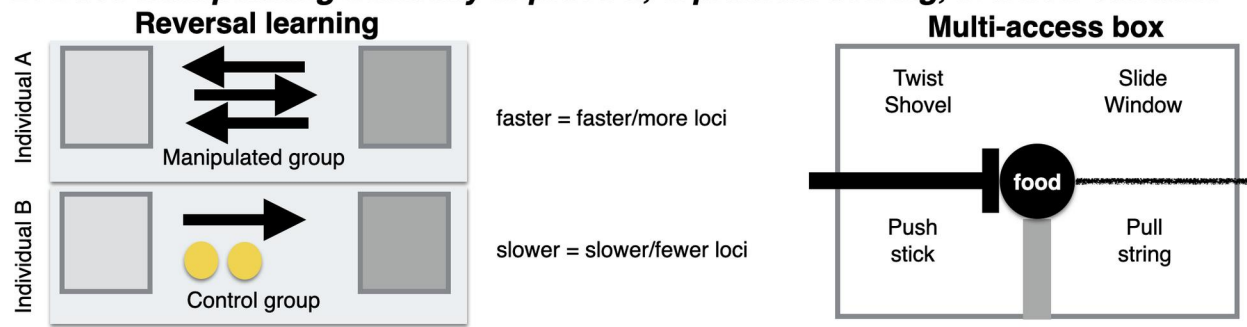 Reversal learning
Multi-access box
Individual A
Manipulated group
faster = faster/more loci
Individual B
Control group
slower = slower/fewer loci
Twist
Shovel
Slide
Window
food
Push
stick
Pull
string